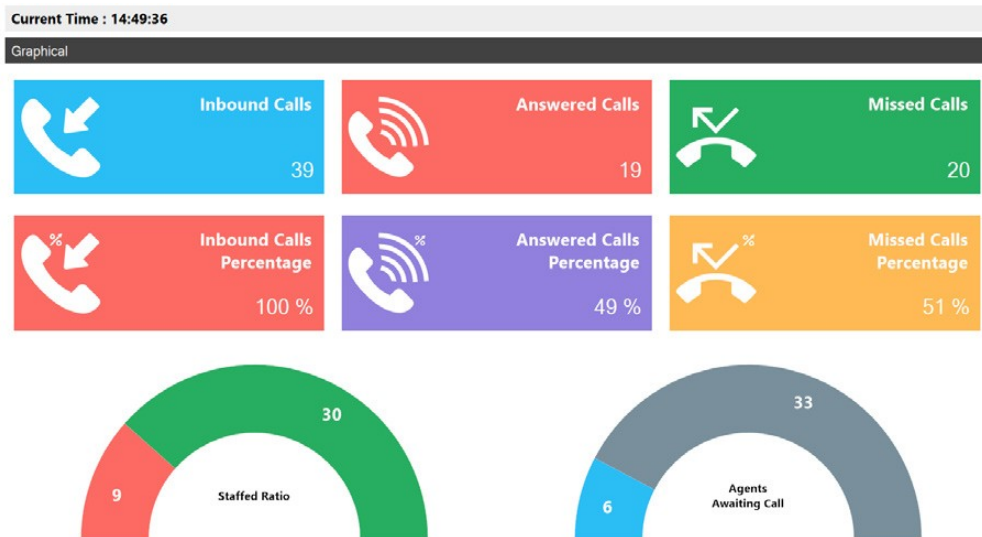 Current Time : 14:49:36
Graphical
Inbound Calls
39
Answered Calls
19
Missed Calls
20
%
Inbound Calls
Percentage
100 %
%
Answered Calls
Percentage
49 %
%
Missed Calls
Percentage
51 %
30
9
Staffed Ratio
33
6
Agents
Awaiting Call